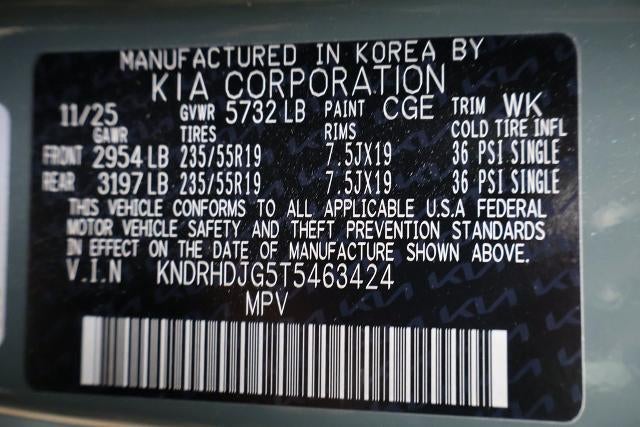 MANUFACTURED IN KOREA BY
KIA CORPORATION
11/25 GVWR 5732 LB PAINT CGE TRIM WK
GAWR TIRES RIMS COLD TIRE INFL
FRONT 2954 LB 235/55R19 7.5JX19 36 PSI SINGLE
REAR 3197 LB 235/55R19 7.5JX19 36 PSI SINGLE
THIS VEHICLE CONFORMS TO ALL APPLICABLE U.S.A FEDERAL
MOTOR VEHICLE SAFETY AND THEFT PREVENTION STANDARDS
IN EFFECT ON THE DATE OF MANUFACTURE SHOWN ABOVE.
V.I.N KNDRHDJG5T5463424
MPV